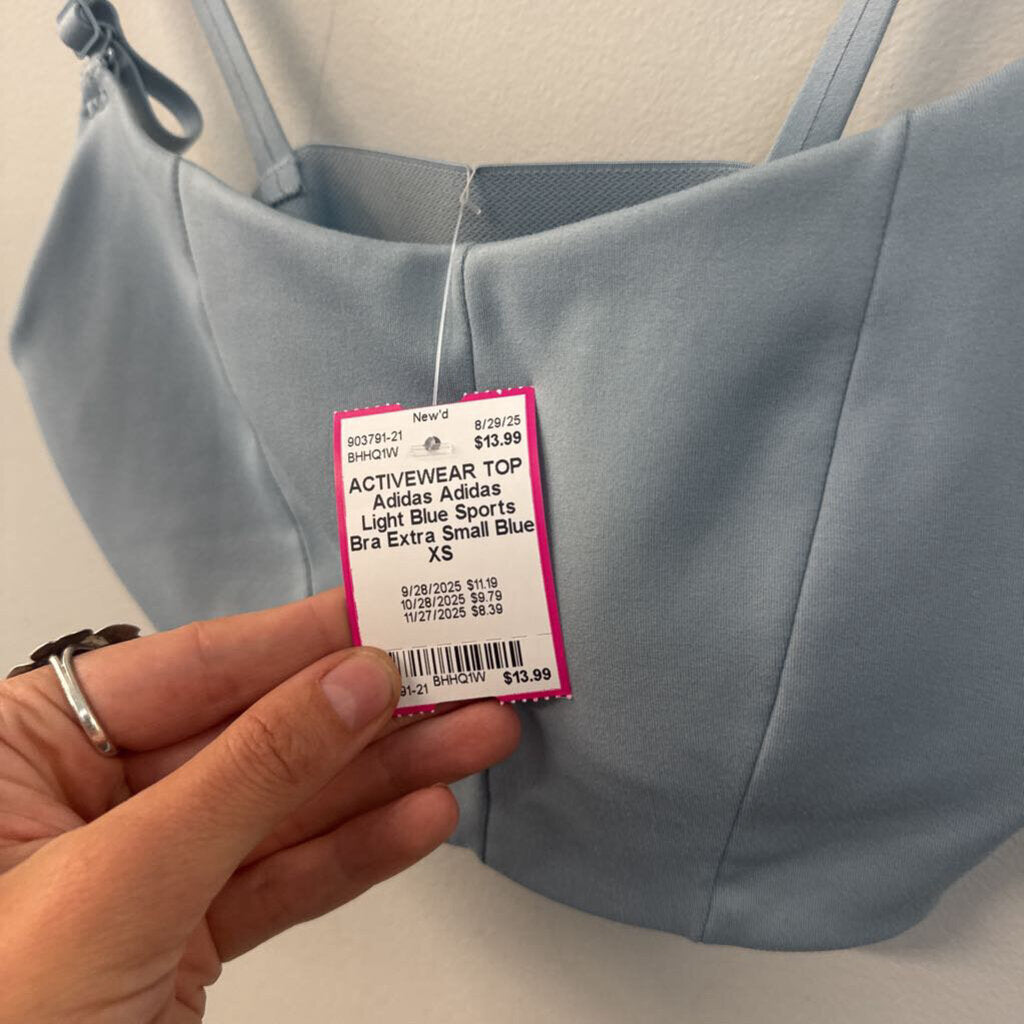 New'd
903791-21 8/29/25
BHHQ1W $13.99
ACTIVEWEAR TOP
Adidas Adidas
Light Blue Sports
Bra Extra Small Blue
XS
9/28/2025 $11.19
10/28/2025 $9.79
11/27/2025 $8.39
91-21 BHHQ1W $13.99